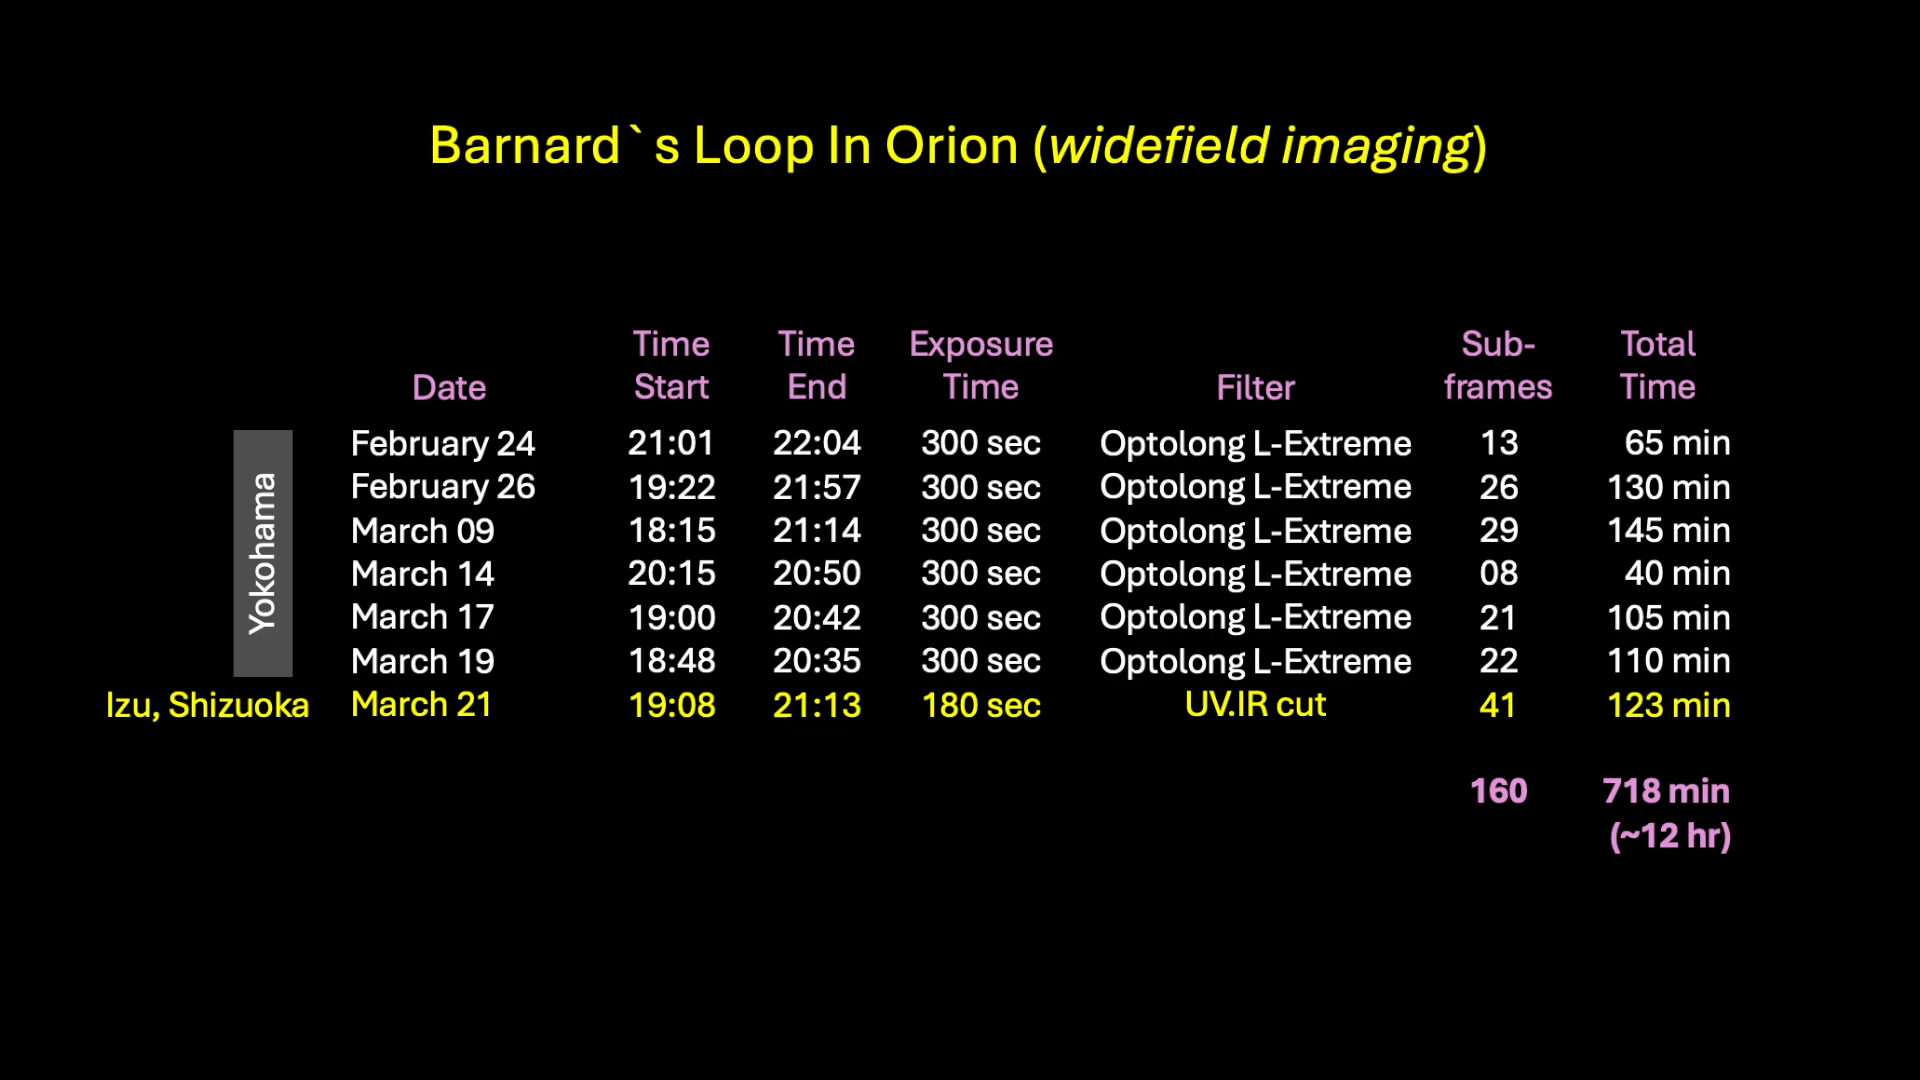 Barnard`s Loop In Orion (widefield imaging)
Date Time Start Time End Exposure Time Filter Sub-frames Total Time
Yokohama
February 24 21:01 22:04 300 sec Optolong L-Extreme 13 65 min
February 26 19:22 21:57 300 sec Optolong L-Extreme 26 130 min
March 09 18:15 21:14 300 sec Optolong L-Extreme 29 145 min
March 14 20:15 20:50 300 sec Optolong L-Extreme 08 40 min
March 17 19:00 20:42 300 sec Optolong L-Extreme 21 105 min
March 19 18:48 20:35 300 sec Optolong L-Extreme 22 110 min
Izu, Shizuoka March 21 19:08 21:13 180 sec UV.IR cut 41 123 min
160 718 min
(~12 hr)